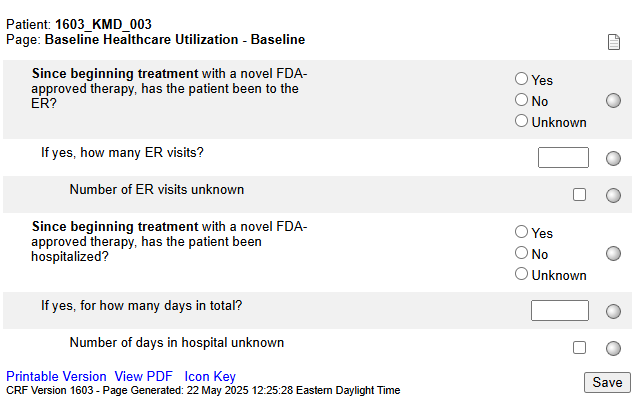 Patient: 1603_KMD_003
Page: Baseline Healthcare Utilization - Baseline
Since beginning treatment with a novel FDA-
approved therapy, has the patient been to the
ER?
Yes
No
Unknown
If yes, how many ER visits?
Number of ER visits unknown
Since beginning treatment with a novel FDA-
approved therapy, has the patient been
hospitalized?
Yes
No
Unknown
If yes, for how many days in total?
Number of days in hospital unknown
Printable Version View PDF Icon Key
Save
CRF Version 1603 - Page Generated: 22 May 2025 12:25:28 Eastern Daylight Time